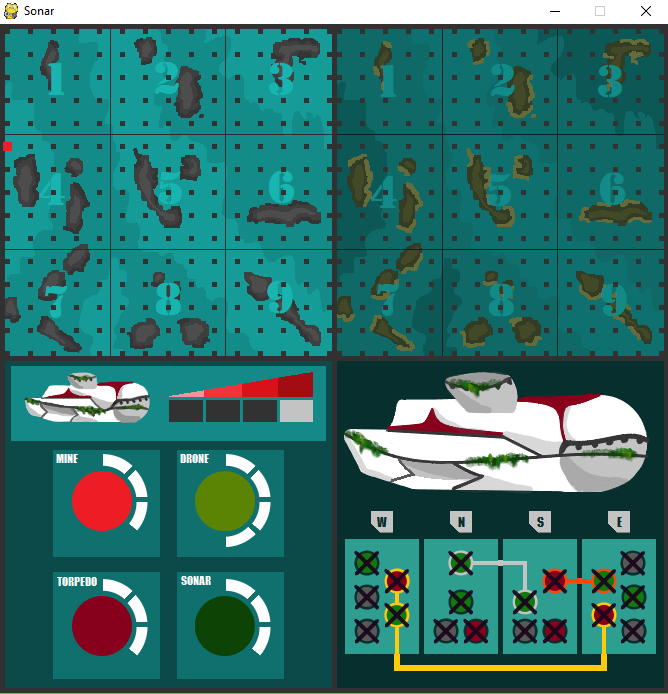 Sonar
1 2 3
4 5 6
7 8 9
1 2 3
4 5 6
7 8 9
MINE DRONE
TORPEDO SONAR
W N S E